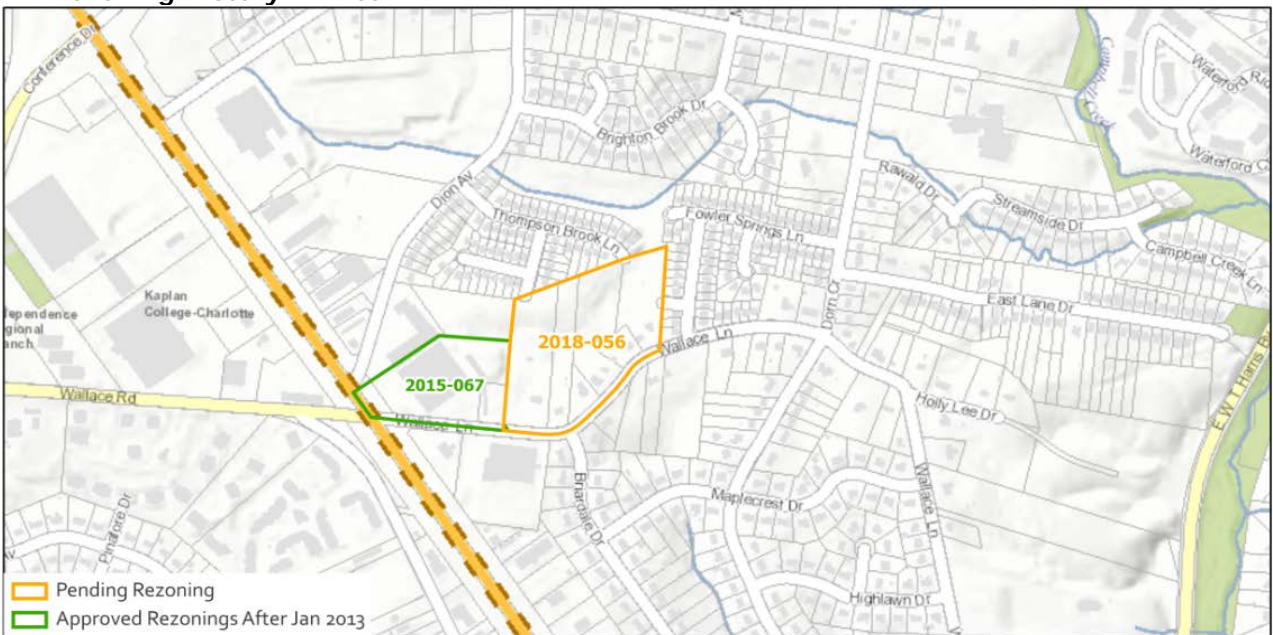 Conference Dr
Campbell Creek
Waterford
Brighton Brook Dr
Waterford
Rawald Dr
Dion Av
Streamside Dr
Thompson Brook Ln
Fowler Springs Ln
Campbell Creek Ln
Kaplan
College-Charlotte
East Lane Dr
Dorn Cr
2018-056
Wallace Ln
2015-067
Wallace Rd
Wallace Ln
Holly Lee Dr
Briardale Dr
Maplecrest Dr
Wallace Ln
Pinafore Dr
Highlawn Dr
Pending Rezoning
Approved Rezonings After Jan 2013